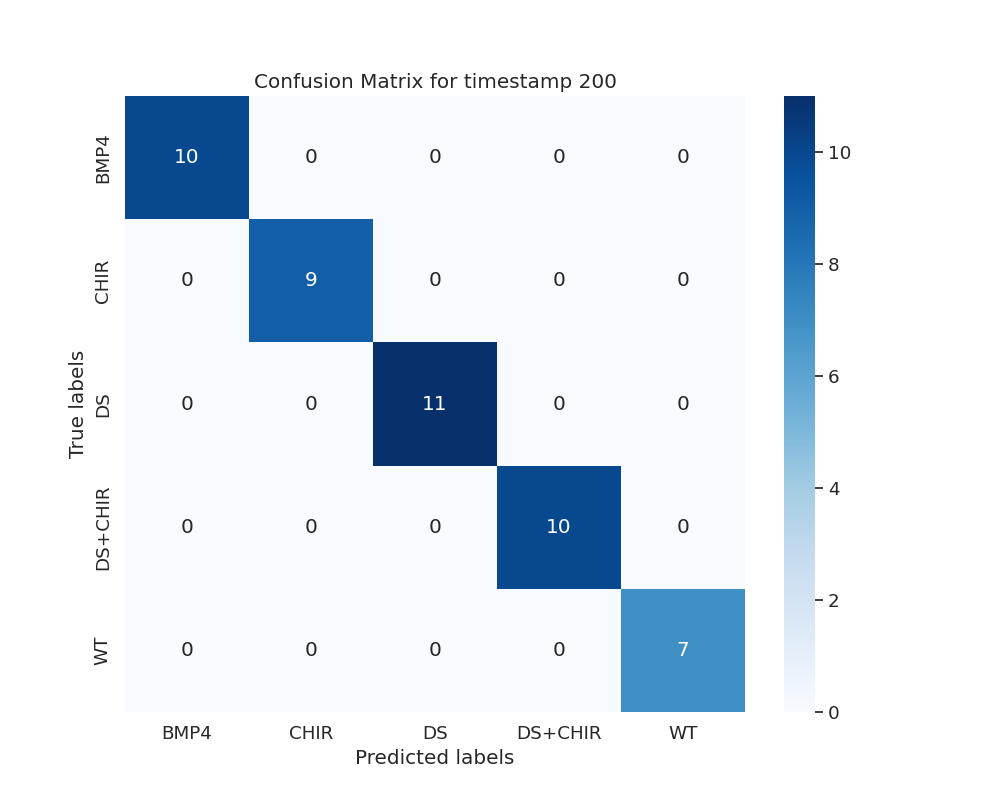 Confusion Matrix for timestamp 200
True labels
BMP4 10 0 0 0 0
CHIR 0 9 0 0 0
DS 0 0 11 0 0
DS+CHIR 0 0 0 10 0
WT 0 0 0 0 7
BMP4 CHIR DS DS+CHIR WT
Predicted labels
10
8
6
4
2
0